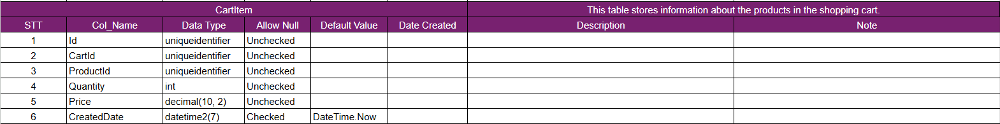 CartItem This table stores information about the products in the shopping cart.
STT Col_Name Data Type Allow Null Default Value Date Created Description Note
1 Id uniqueidentifier Unchecked
2 CartId uniqueidentifier Unchecked
3 ProductId uniqueidentifier Unchecked
4 Quantity int Unchecked
5 Price decimal(10, 2) Unchecked
6 CreatedDate datetime2(7) Checked DateTime.Now